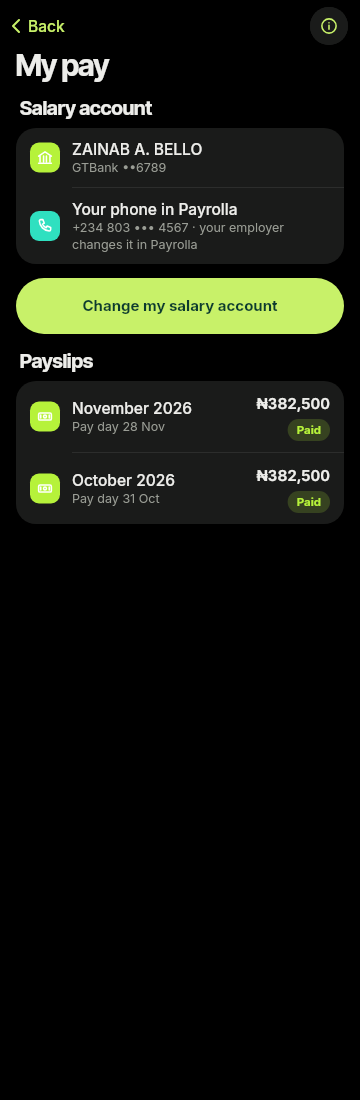 Back
My pay
Salary account
ZAINAB A. BELLO
GTBank ••6789
Your phone in Payrolla
+234 803 ••• 4567 · your employer
changes it in Payrolla
Change my salary account
Payslips
November 2026
₦382,500
Pay day 28 Nov
Paid
October 2026
₦382,500
Pay day 31 Oct
Paid